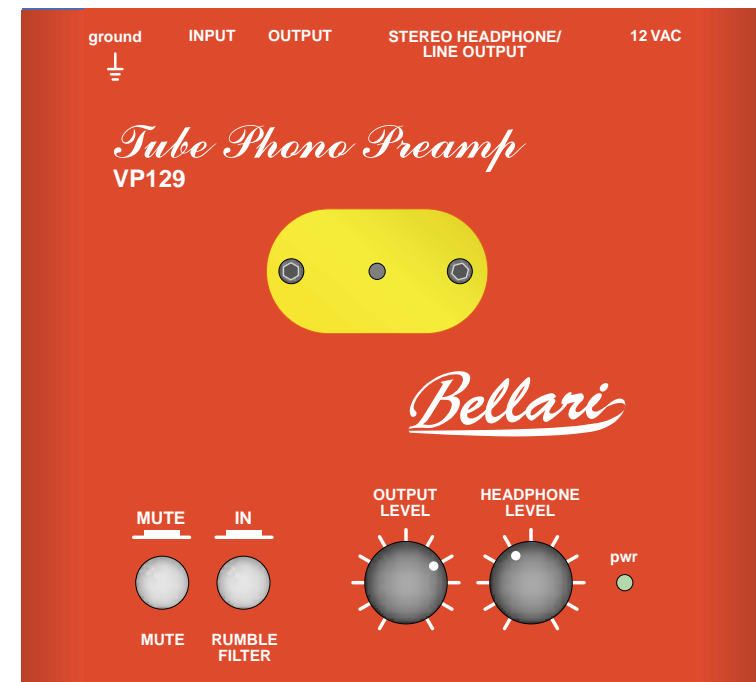 ground INPUT OUTPUT STEREO HEADPHONE/ 12 VAC
LINE OUTPUT
Tube Phono Preamp
VP129
Bellari
OUTPUT HEADPHONE
LEVEL LEVEL
MUTE IN
pwr
MUTE RUMBLE
FILTER